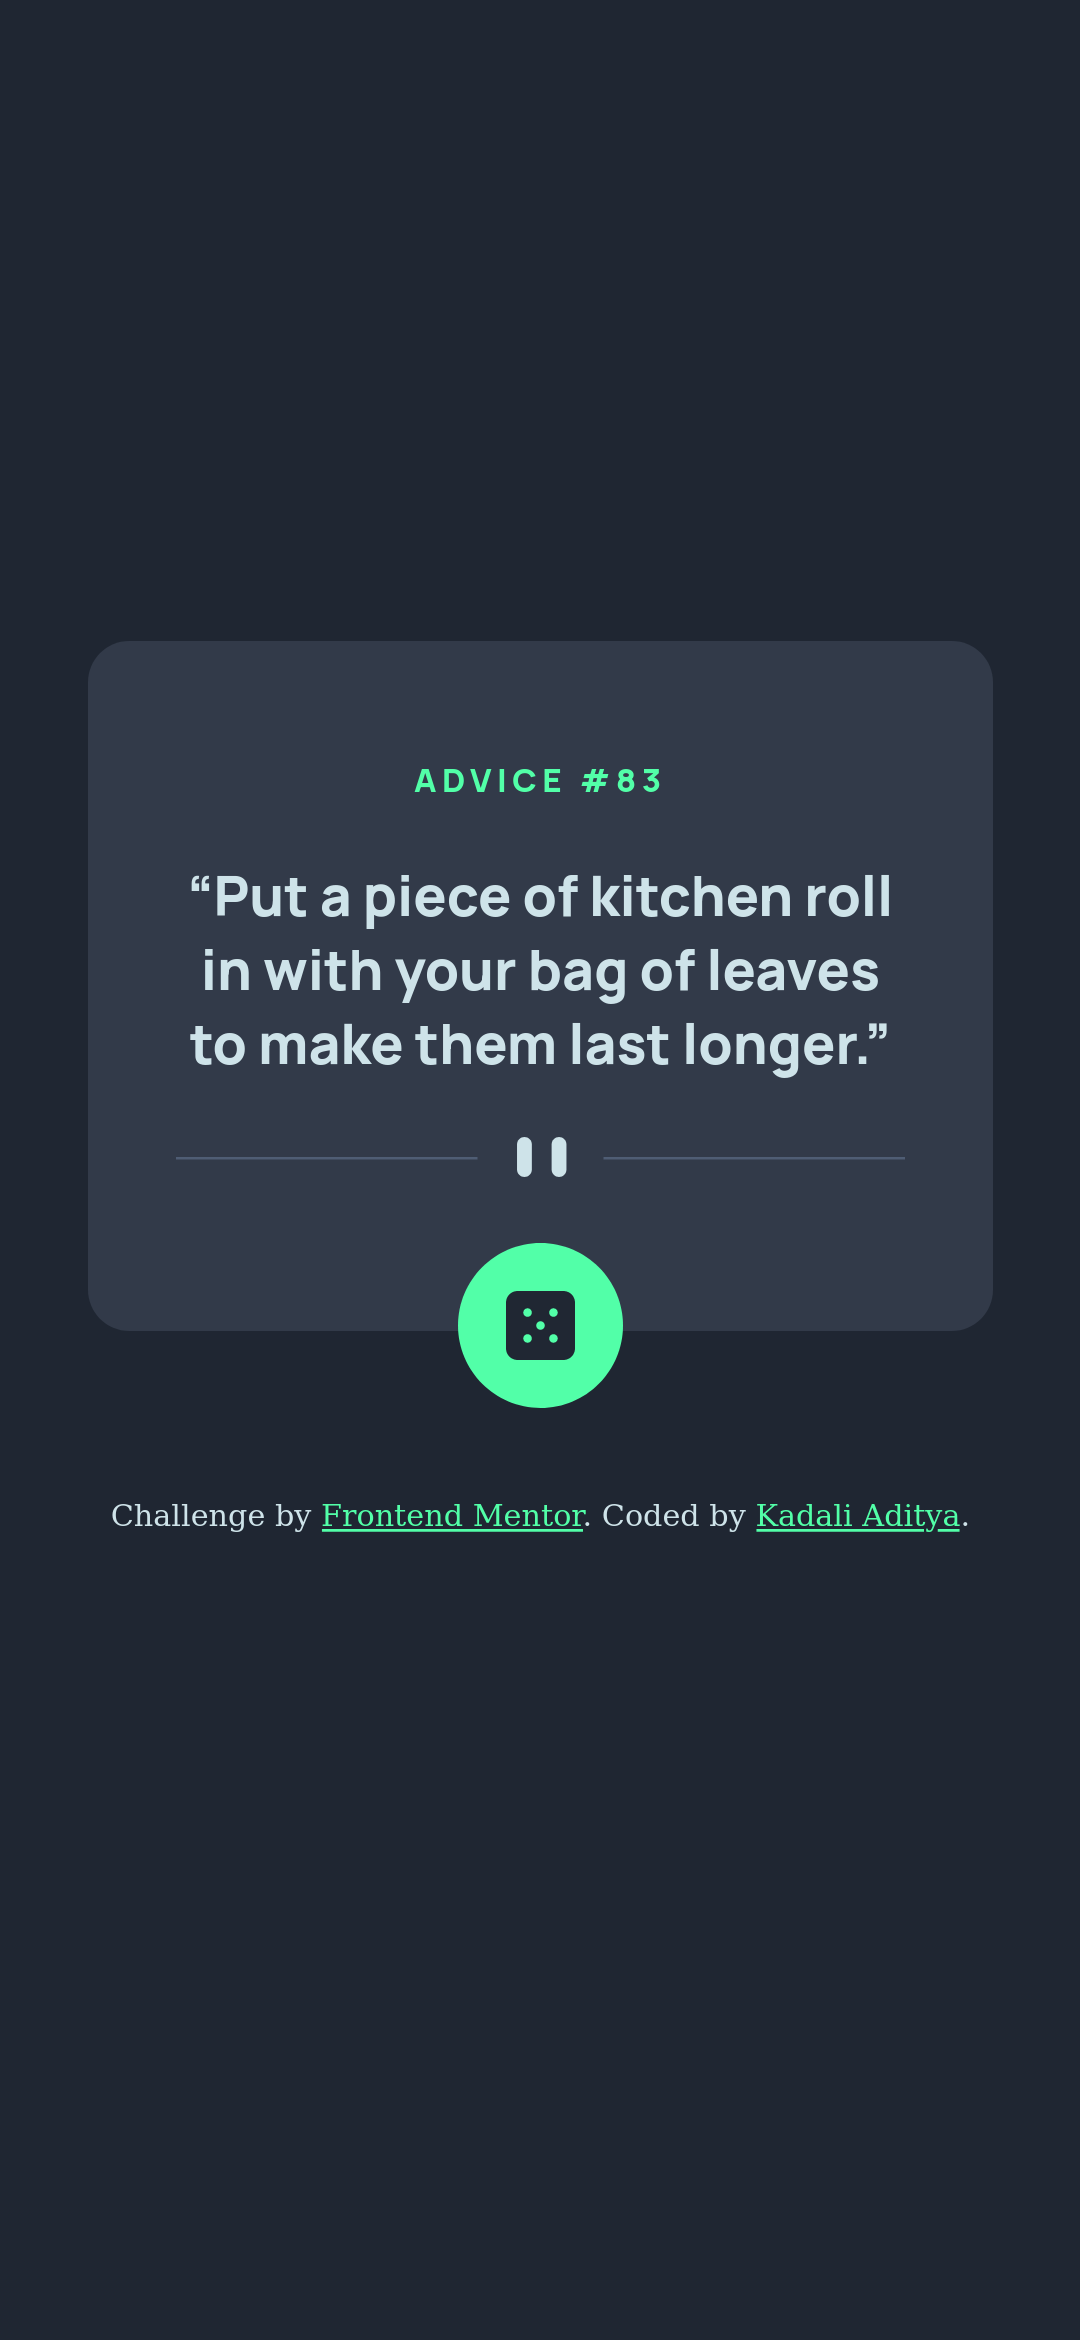 ADVICE #83
“Put a piece of kitchen roll
in with your bag of leaves
to make them last longer.”
Challenge by Frontend Mentor. Coded by Kadali Aditya.